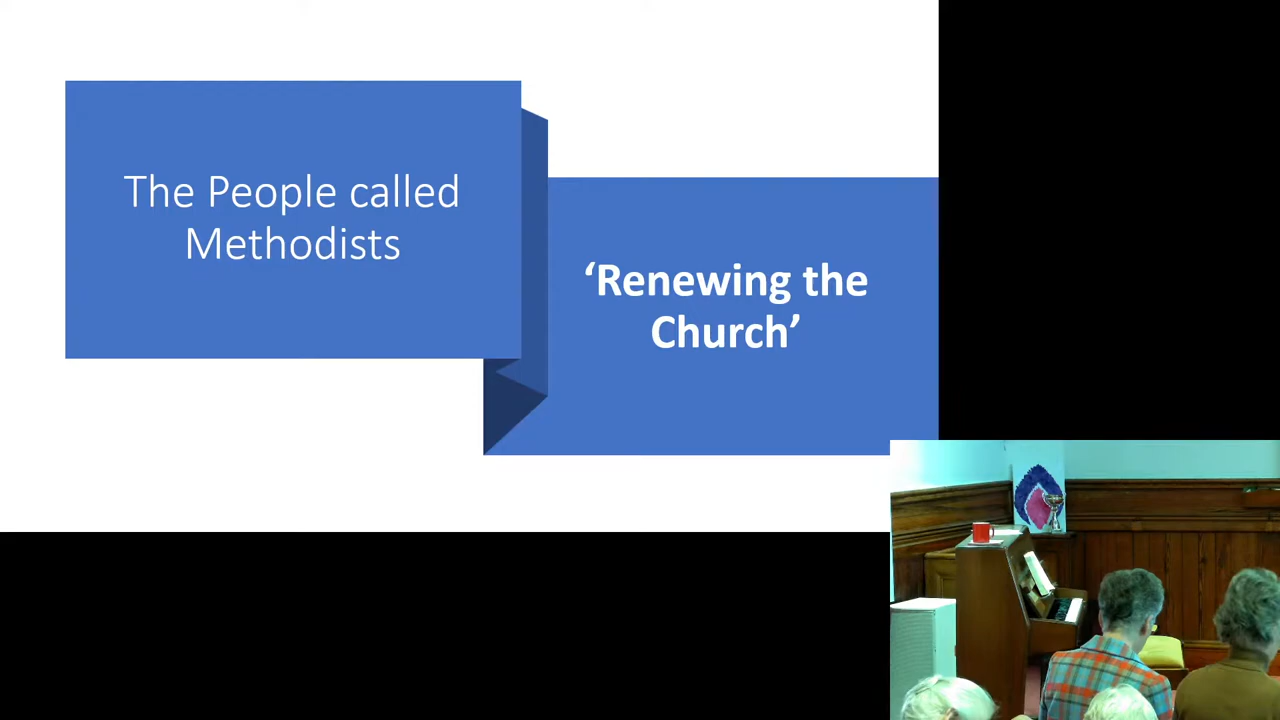 The People called
Methodists
‘Renewing the
Church’